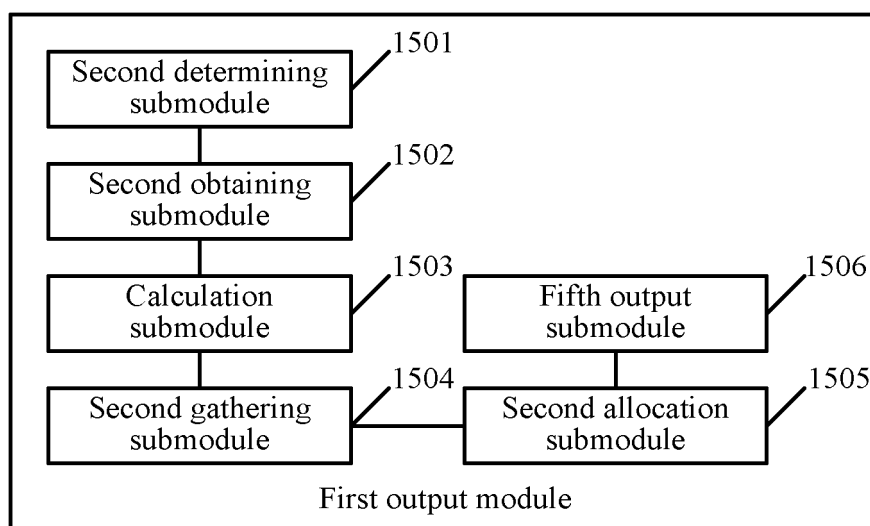 1501
Second determining
submodule
1502
Second obtaining
submodule
1503
Calculation
submodule
1506
Fifth output
submodule
1504
Second gathering
submodule
1505
Second allocation
submodule
First output module